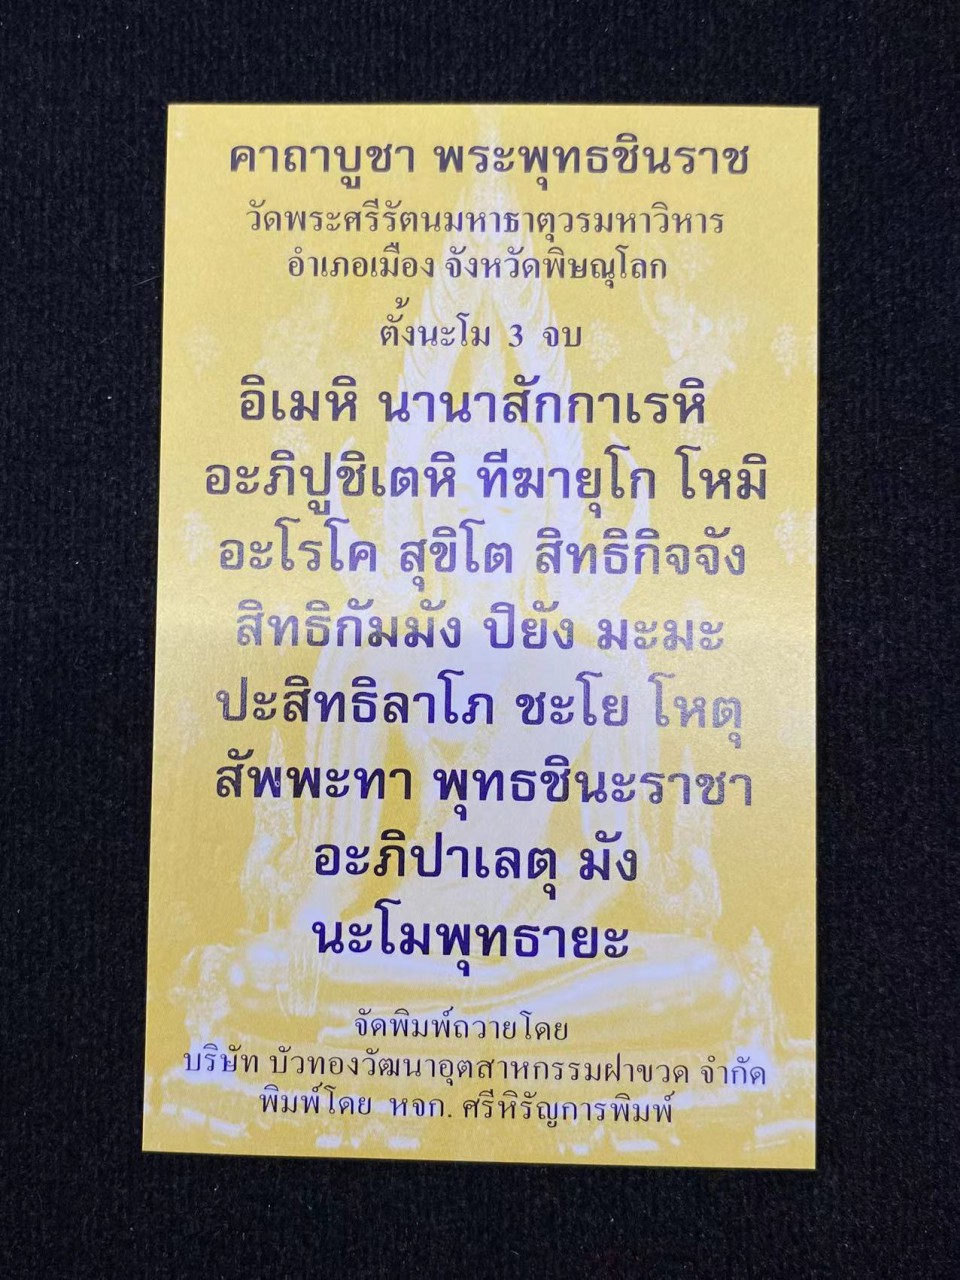 คาถาบูชา พระพุทธชินราช
วัดพระศรีรัตนมหาธาตุวรมหาวิหาร
อำเภอเมือง จังหวัดพิษณุโลก
ตั้งนะโม 3 จบ
อิเมหิ นานาสักกาเรหิ
อะภิปูชิเตหิ ทีฆายุโก โหมิ
อะโรโค สุขิโต สิทธิกิจจัง
สิทธิกัมมัง ปิยัง มะมะ
ปะสิทธิลาโภ ชะโย โหตุ
สัพพะทา พุทธชินะราชา
อะภิปาเลตุ มัง
นะโมพุทธายะ
จัดพิมพ์ถวายโดย
บริษัท บัวทองวัฒนาอุตสาหกรรมฝาขวด จำกัด
พิมพ์โดย หจก. ศรีหิรัญการพิมพ์